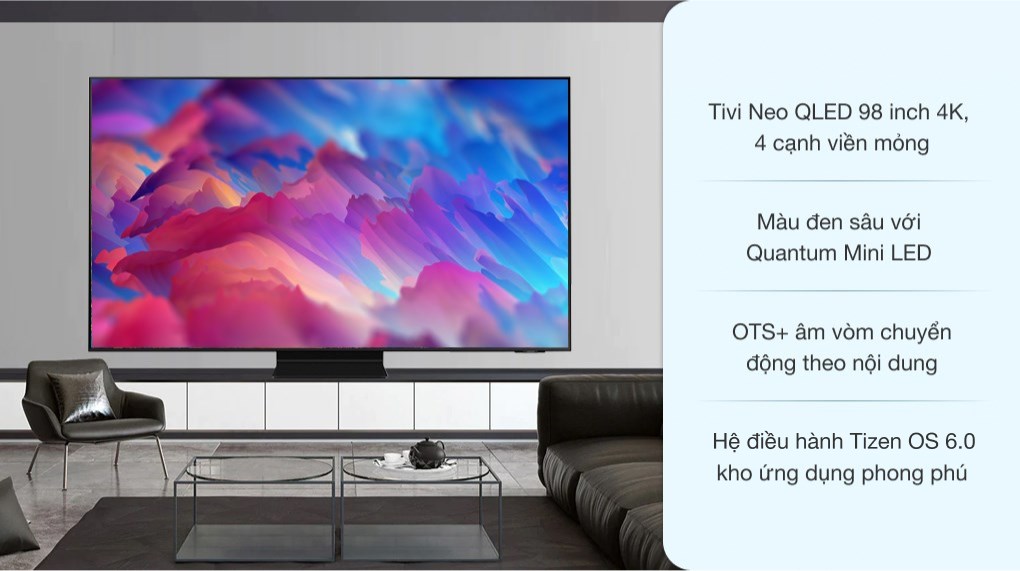 Tivi Neo QLED 98 inch 4K,
4 cạnh viền mỏng
Màu đen sâu với
Quantum Mini LED
OTS+ âm vòm chuyển
động theo nội dung
Hệ điều hành Tizen OS 6.0
kho ứng dụng phong phú